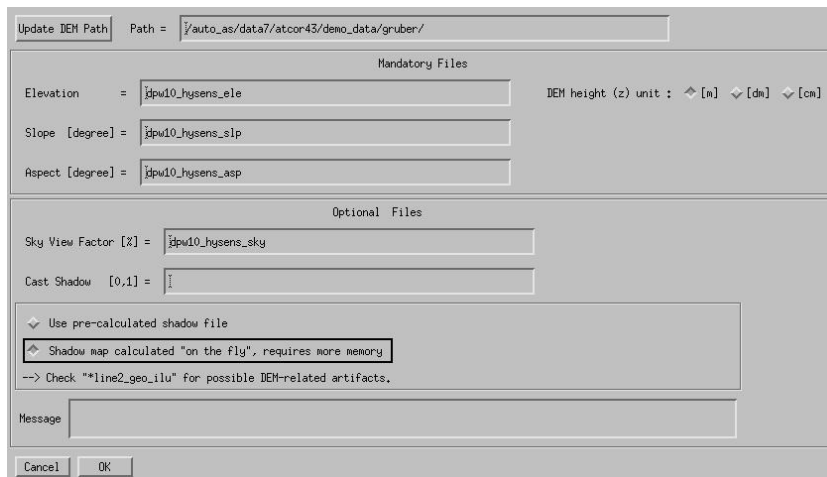 Update DEM Path Path = /auto_as/data7/atcor43/demo_data/gruber/
Mandatory Files
Elevation = dpw10_hysens_ele DEM height (z) unit : [m] [dm] [cm]
Slope [degree] = dpw10_hysens_slp
Aspect [degree] = dpw10_hysens_asp
Optional Files
Sky View Factor [%] = dpw10_hysens_sky
Cast Shadow [0,1] =
Use pre-calculated shadow file
Shadow map calculated "on the fly", requires more memory
--> Check "*line2_geo_ilu" for possible DEM-related artifacts.
Message
Cancel OK